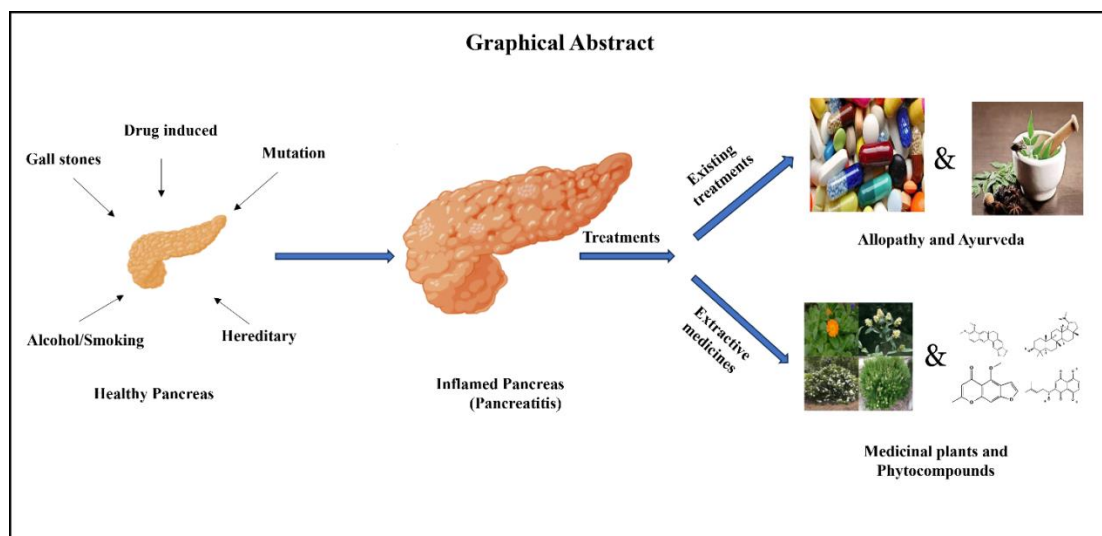 Graphical Abstract
Drug induced
Gall stones
Mutation
Alcohol/Smoking
Hereditary
Healthy Pancreas
Inflamed Pancreas
(Pancreatitis)
Treatments
Existing
treatments
&
Allopathy and Ayurveda
Extractive
medicines
&
Medicinal plants and
Phytocompounds